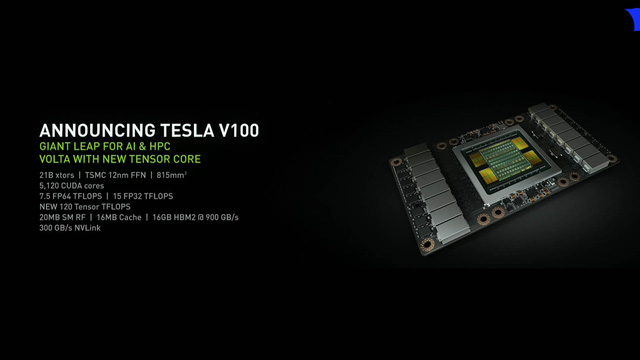 ANNOUNCING TESLA V100
GIANT LEAP FOR AI & HPC
VOLTA WITH NEW TENSOR CORE
21B xtors | TSMC 12nm FFN | 815mm²
5,120 CUDA cores
7.5 FP64 TFLOPS | 15 FP32 TFLOPS
NEW 120 Tensor TFLOPS
20MB SM RF | 16MB Cache | 16GB HBM2 @ 900 GB/s
300 GB/s NVLink